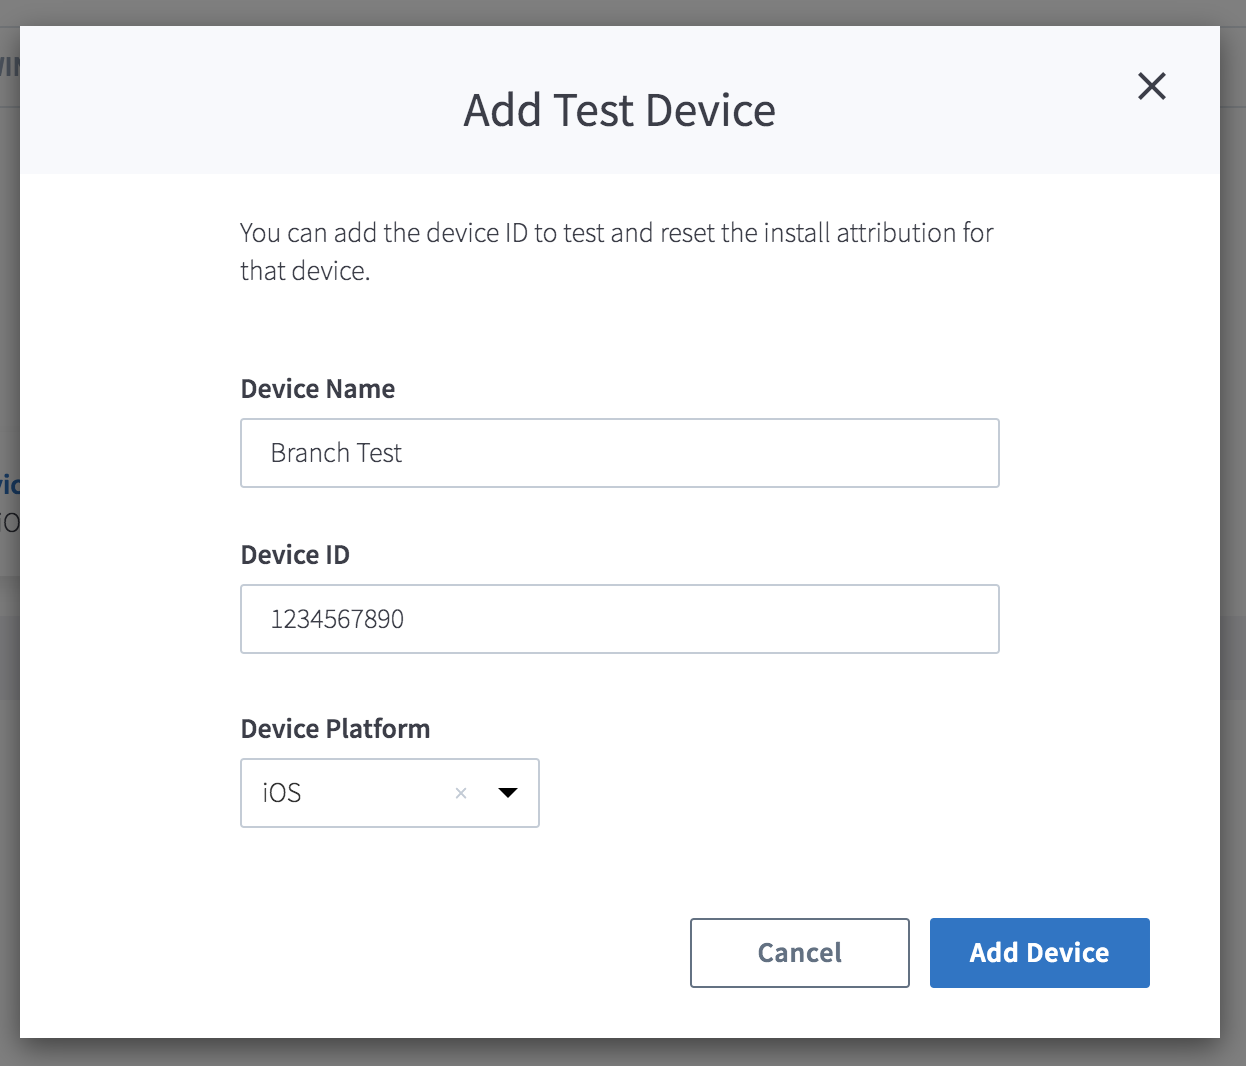 Add Test Device
You can add the device ID to test and reset the install attribution for
that device.
Device Name
Branch Test
Device ID
1234567890
Device Platform
iOS
Cancel
Add Device